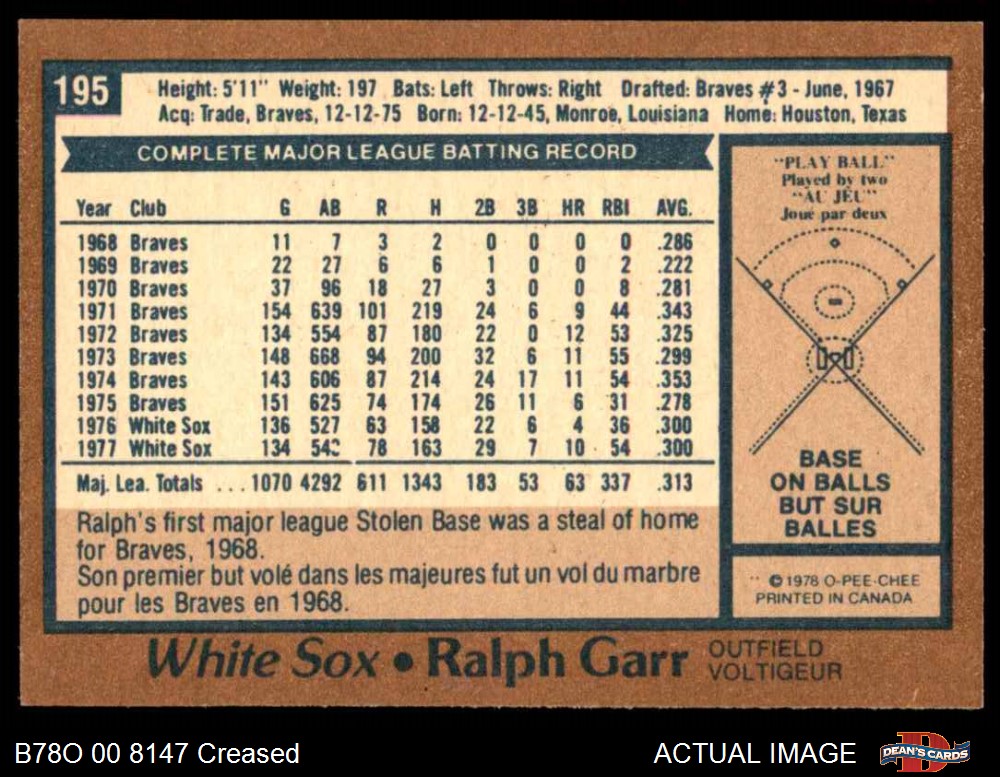 195
Height: 5'11" Weight: 197 Bats: Left Throws: Right Drafted: Braves #3 - June, 1967
Acq: Trade, Braves, 12-12-75 Born: 12-12-45, Monroe, Louisiana Home: Houston, Texas
COMPLETE MAJOR LEAGUE BATTING RECORD
Year Club G AB R H 2B 3B HR RBI AVG.
1968 Braves 11 7 3 2 0 0 0 0 .286
1969 Braves 22 27 6 6 1 0 0 2 .222
1970 Braves 37 96 18 27 3 0 0 8 .281
1971 Braves 154 639 101 219 24 6 9 44 .343
1972 Braves 134 554 87 180 22 0 12 53 .325
1973 Braves 148 668 94 200 32 6 11 55 .299
1974 Braves 143 606 87 214 24 17 11 54 .353
1975 Braves 151 625 74 174 26 11 6 31 .278
1976 White Sox 136 527 63 158 22 6 4 36 .300
1977 White Sox 134 78 163 29 7 10 54 .300
Maj. Lea. Totals ... 1070 4292 611 1343 183 53 63 337 .313
Ralph's first major league Stolen Base was a steal of home
for Braves, 1968.
Son premier but volé dans les majeures fut un vol du marbre
pour les Braves en 1968.
"PLAY BALL"
Played by two
"AU JEU"
Joué par deux
BASE
ON BALLS
BUT SUR
BALLES
© 1978 O-PEE-CHEE
PRINTED IN CANADA
White Sox • Ralph Garr OUTFIELD
VOLTIGEUR
B78O 00 8147 Creased
ACTUAL IMAGE
DEAN'S CARDS